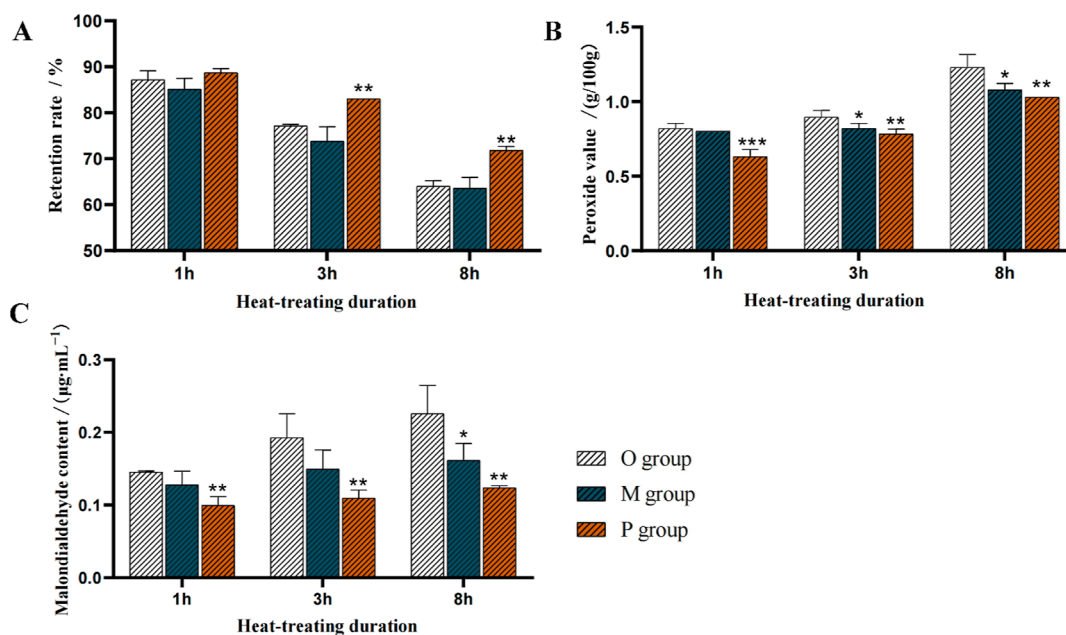 A
Retention rate / %
100
90
80
70
60
50
**
**
1h
3h
8h
Heat-treating duration
B
Peroxide value /(g/100g)
1.5
1.0
0.5
0.0
***
*
**
*
**
1h
3h
8h
Heat-treating duration
C
Malondialdehyde content / (μg·mL⁻¹)
0.3
0.2
0.1
0.0
**
**
*
**
1h
3h
8h
Heat-treating duration
O group
M group
P group